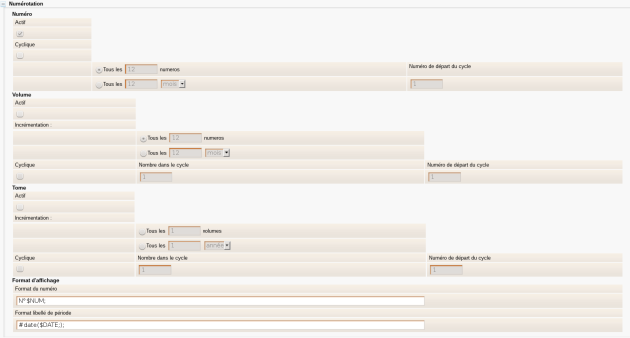 Numérotation
Numéro
Actif
Cyclique
Numéro de départ du cycle
Tous les 12 numeros
Tous les 12 mois 1
Volume
Actif
Incrémentation :
Tous les 12 numeros
Tous les 12 mois
Cyclique Nombre dans le cycle Numéro de départ du cycle
1 1
Tome
Actif
Incrémentation :
Tous les 1 volumes
Tous les 1 année
Cyclique Nombre dans le cycle Numéro de départ du cycle
1 1
Format d'affichage
Format du numéro
N°$NUM;
Format libellé de période
#date($DATE;);